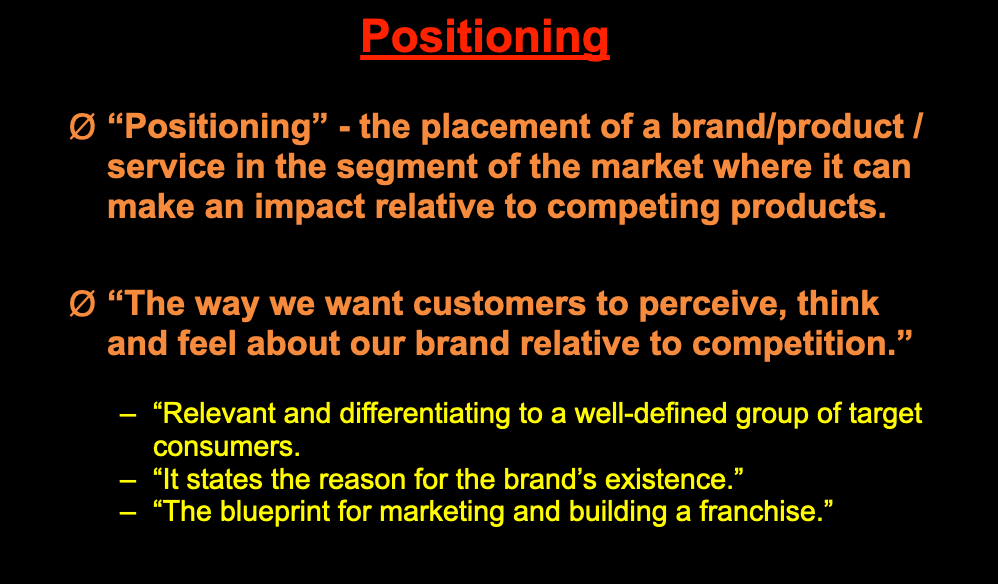 Positioning
Ø “Positioning” - the placement of a brand/product /
service in the segment of the market where it can
make an impact relative to competing products.
Ø “The way we want customers to perceive, think
and feel about our brand relative to competition.”
– “Relevant and differentiating to a well-defined group of target
consumers.
– “It states the reason for the brand’s existence.”
– “The blueprint for marketing and building a franchise.”